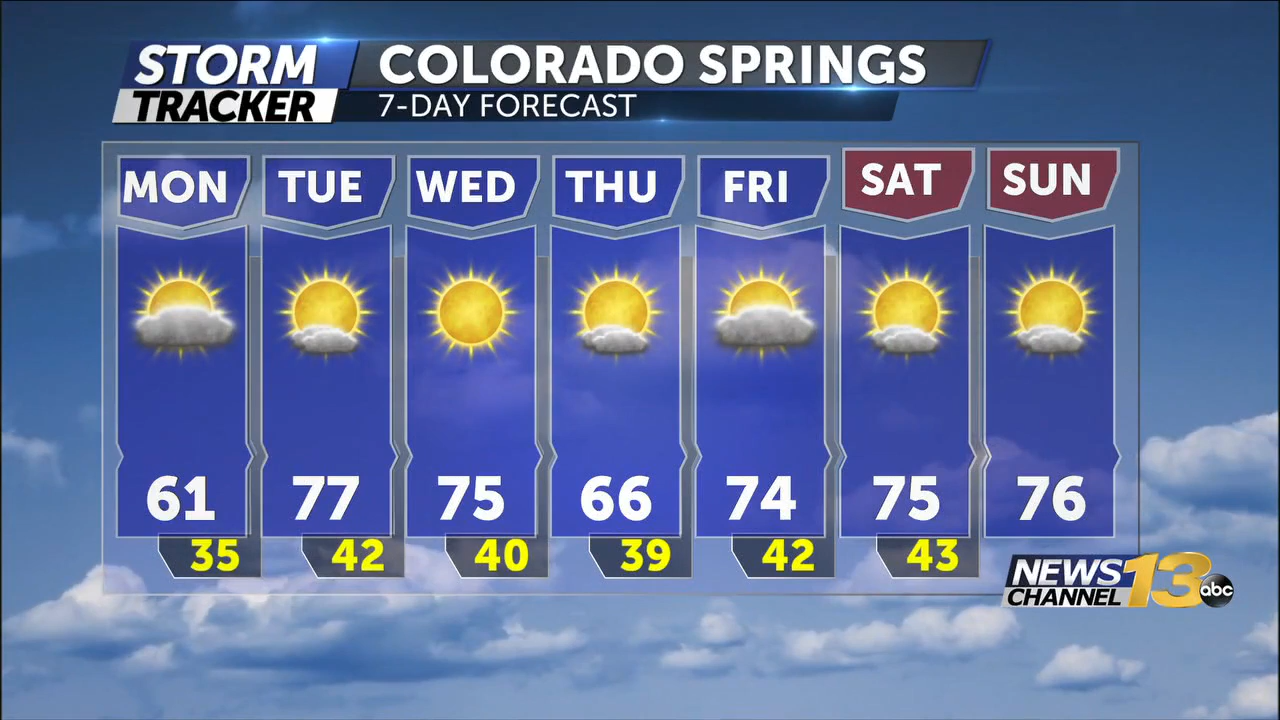 STORM
TRACKER
COLORADO SPRINGS
7-DAY FORECAST
MON TUE WED THU FRI SAT SUN
61 77 75 66 74 75 76
35 42 40 39 42 43
NEWS
CHANNEL 13 abc